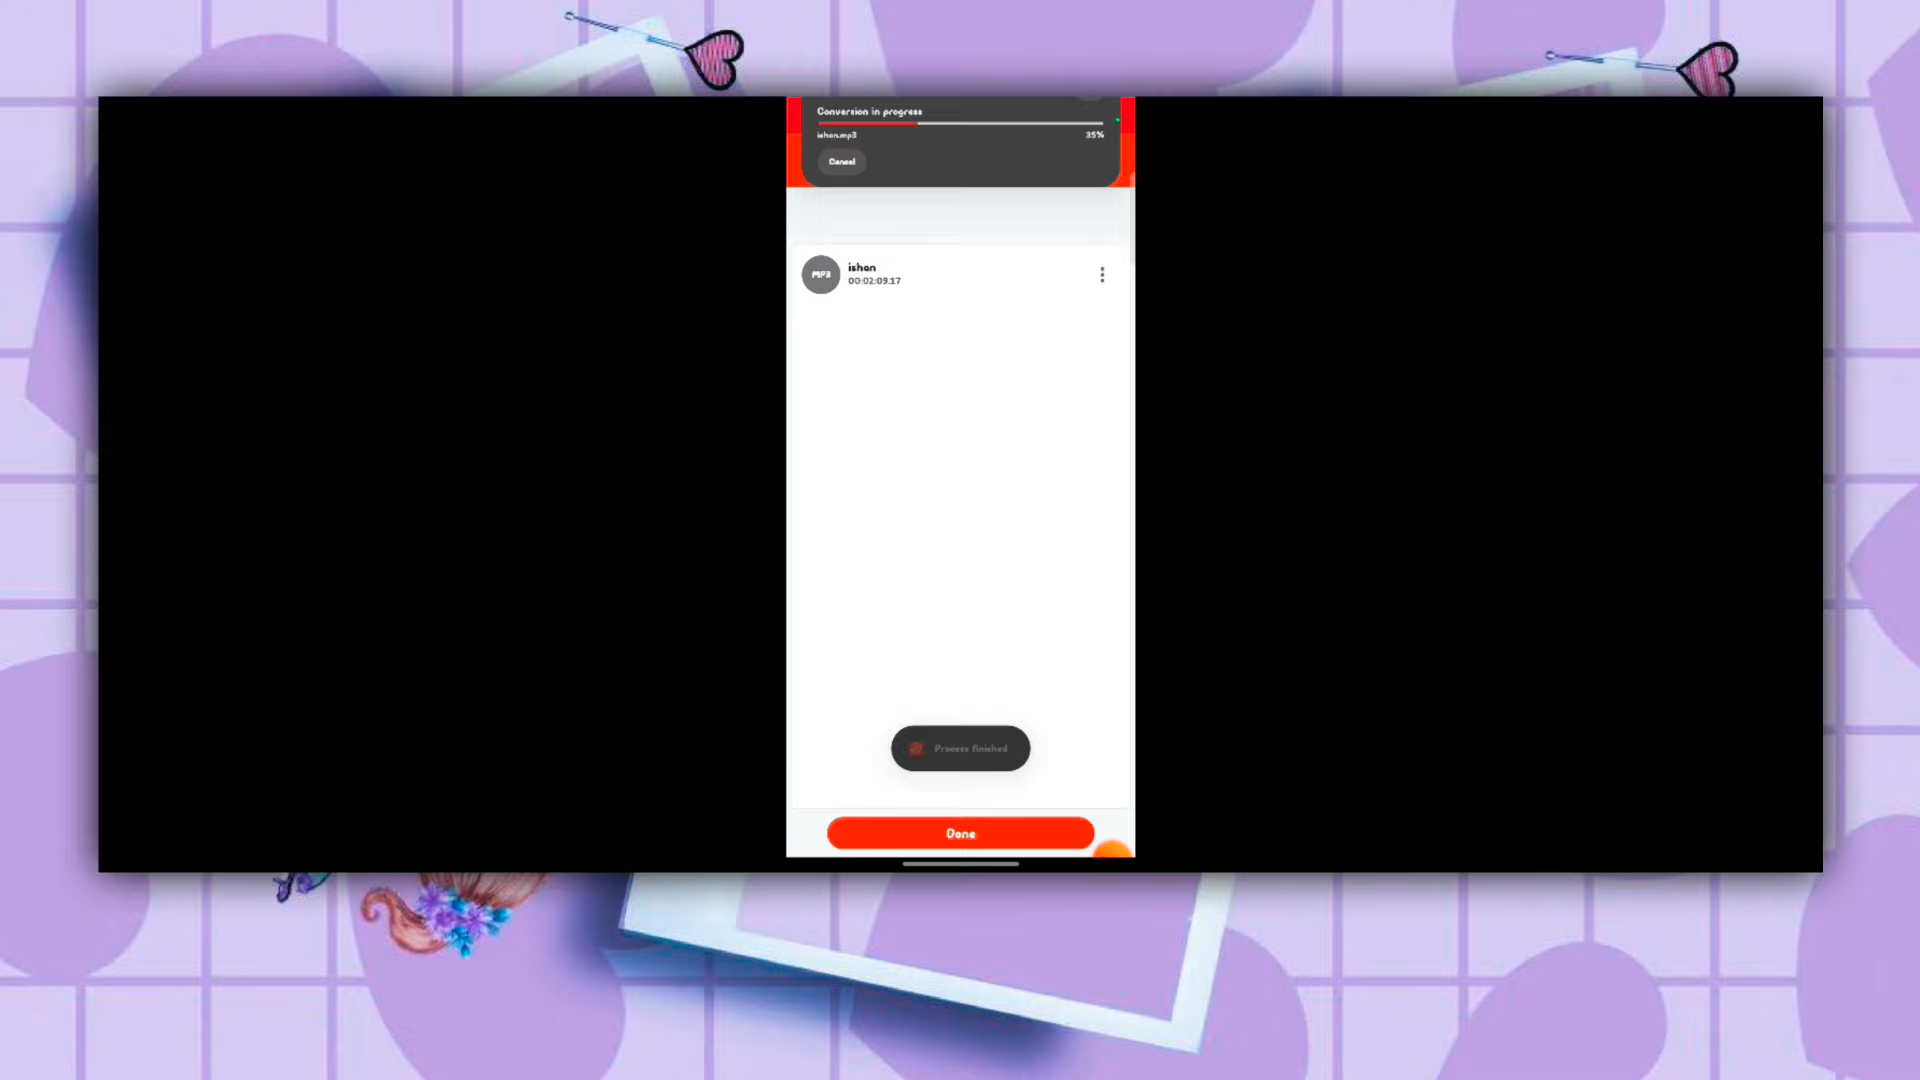 Conversion in progress
ishan.mp3 35%
Cancel
MP3
ishan
00:02:09.17
Process finished
Done